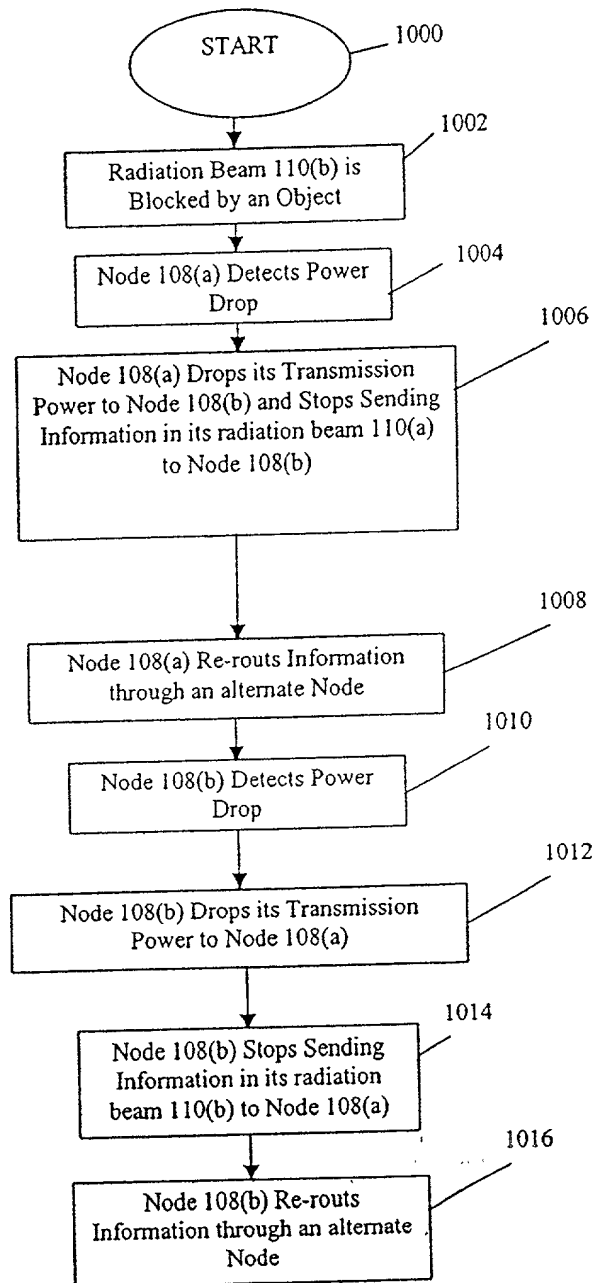 START
1000
1002
Radiation Beam 110(b) is
Blocked by an Object
1004
Node 108(a) Detects Power
Drop
1006
Node 108(a) Drops its Transmission
Power to Node 108(b) and Stops Sending
Information in its radiation beam 110(a)
to Node 108(b)
1008
Node 108(a) Re-routs Information
through an alternate Node
1010
Node 108(b) Detects Power
Drop
1012
Node 108(b) Drops its Transmission
Power to Node 108(a)
1014
Node 108(b) Stops Sending
Information in its radiation
beam 110(b) to Node 108(a)
1016
Node 108(b) Re-routs
Information through an alternate
Node